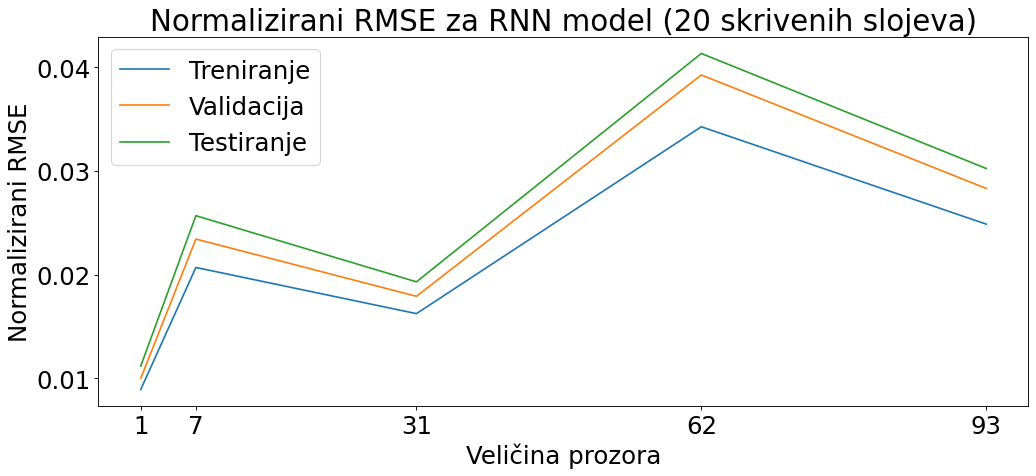 Normalizirani RMSE za RNN model (20 skrivenih slojeva)
Treniranje
Validacija
Testiranje
Normalizirani RMSE
0.04
0.03
0.02
0.01
1 7 31 62 93
Veličina prozora